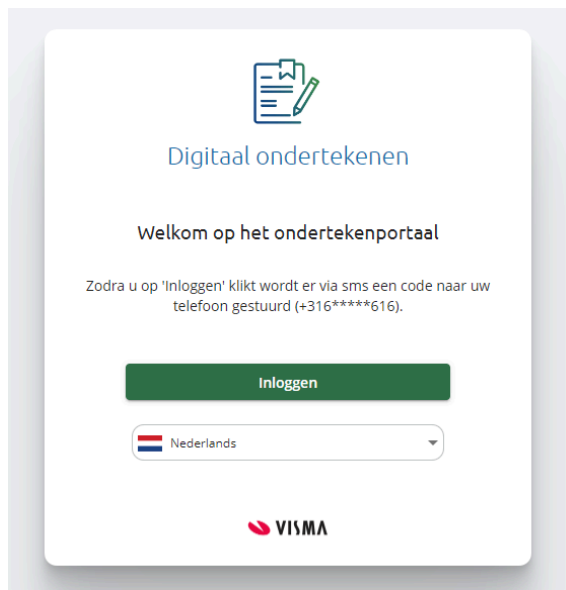 Digitaal ondertekenen
Welkom op het ondertekenportaal
Zodra u op 'Inloggen' klikt wordt er via sms een code naar uw
telefoon gestuurd (+316*****616).
Inloggen
Nederlands
VISMA